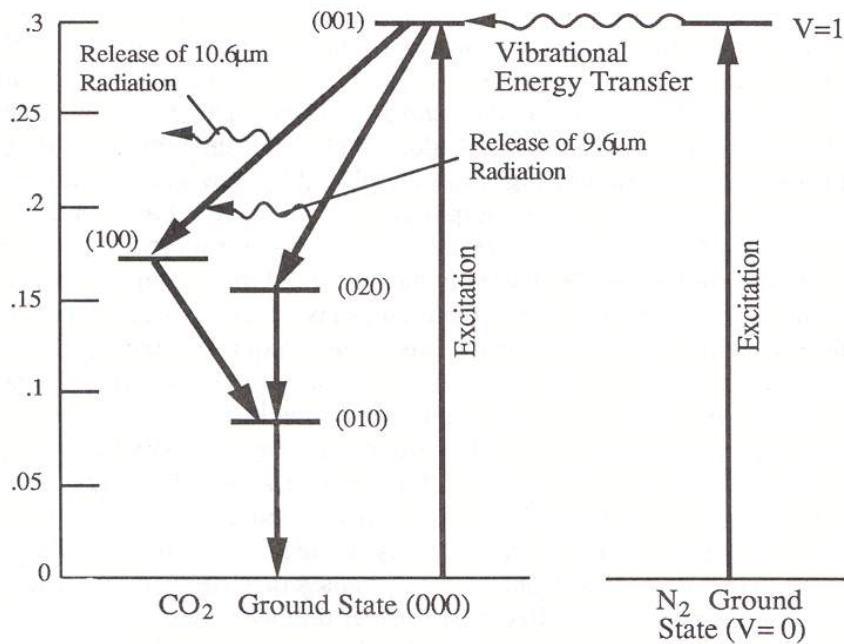 .3
.25
.2
.15
.1
.05
0
(001)
V=1
Release of 10.6µm
Radiation
Vibrational
Energy Transfer
Release of 9.6µm
Radiation
(100)
(020)
(010)
Excitation
Excitation
CO₂ Ground State (000)
N₂ Ground
State (V= 0)